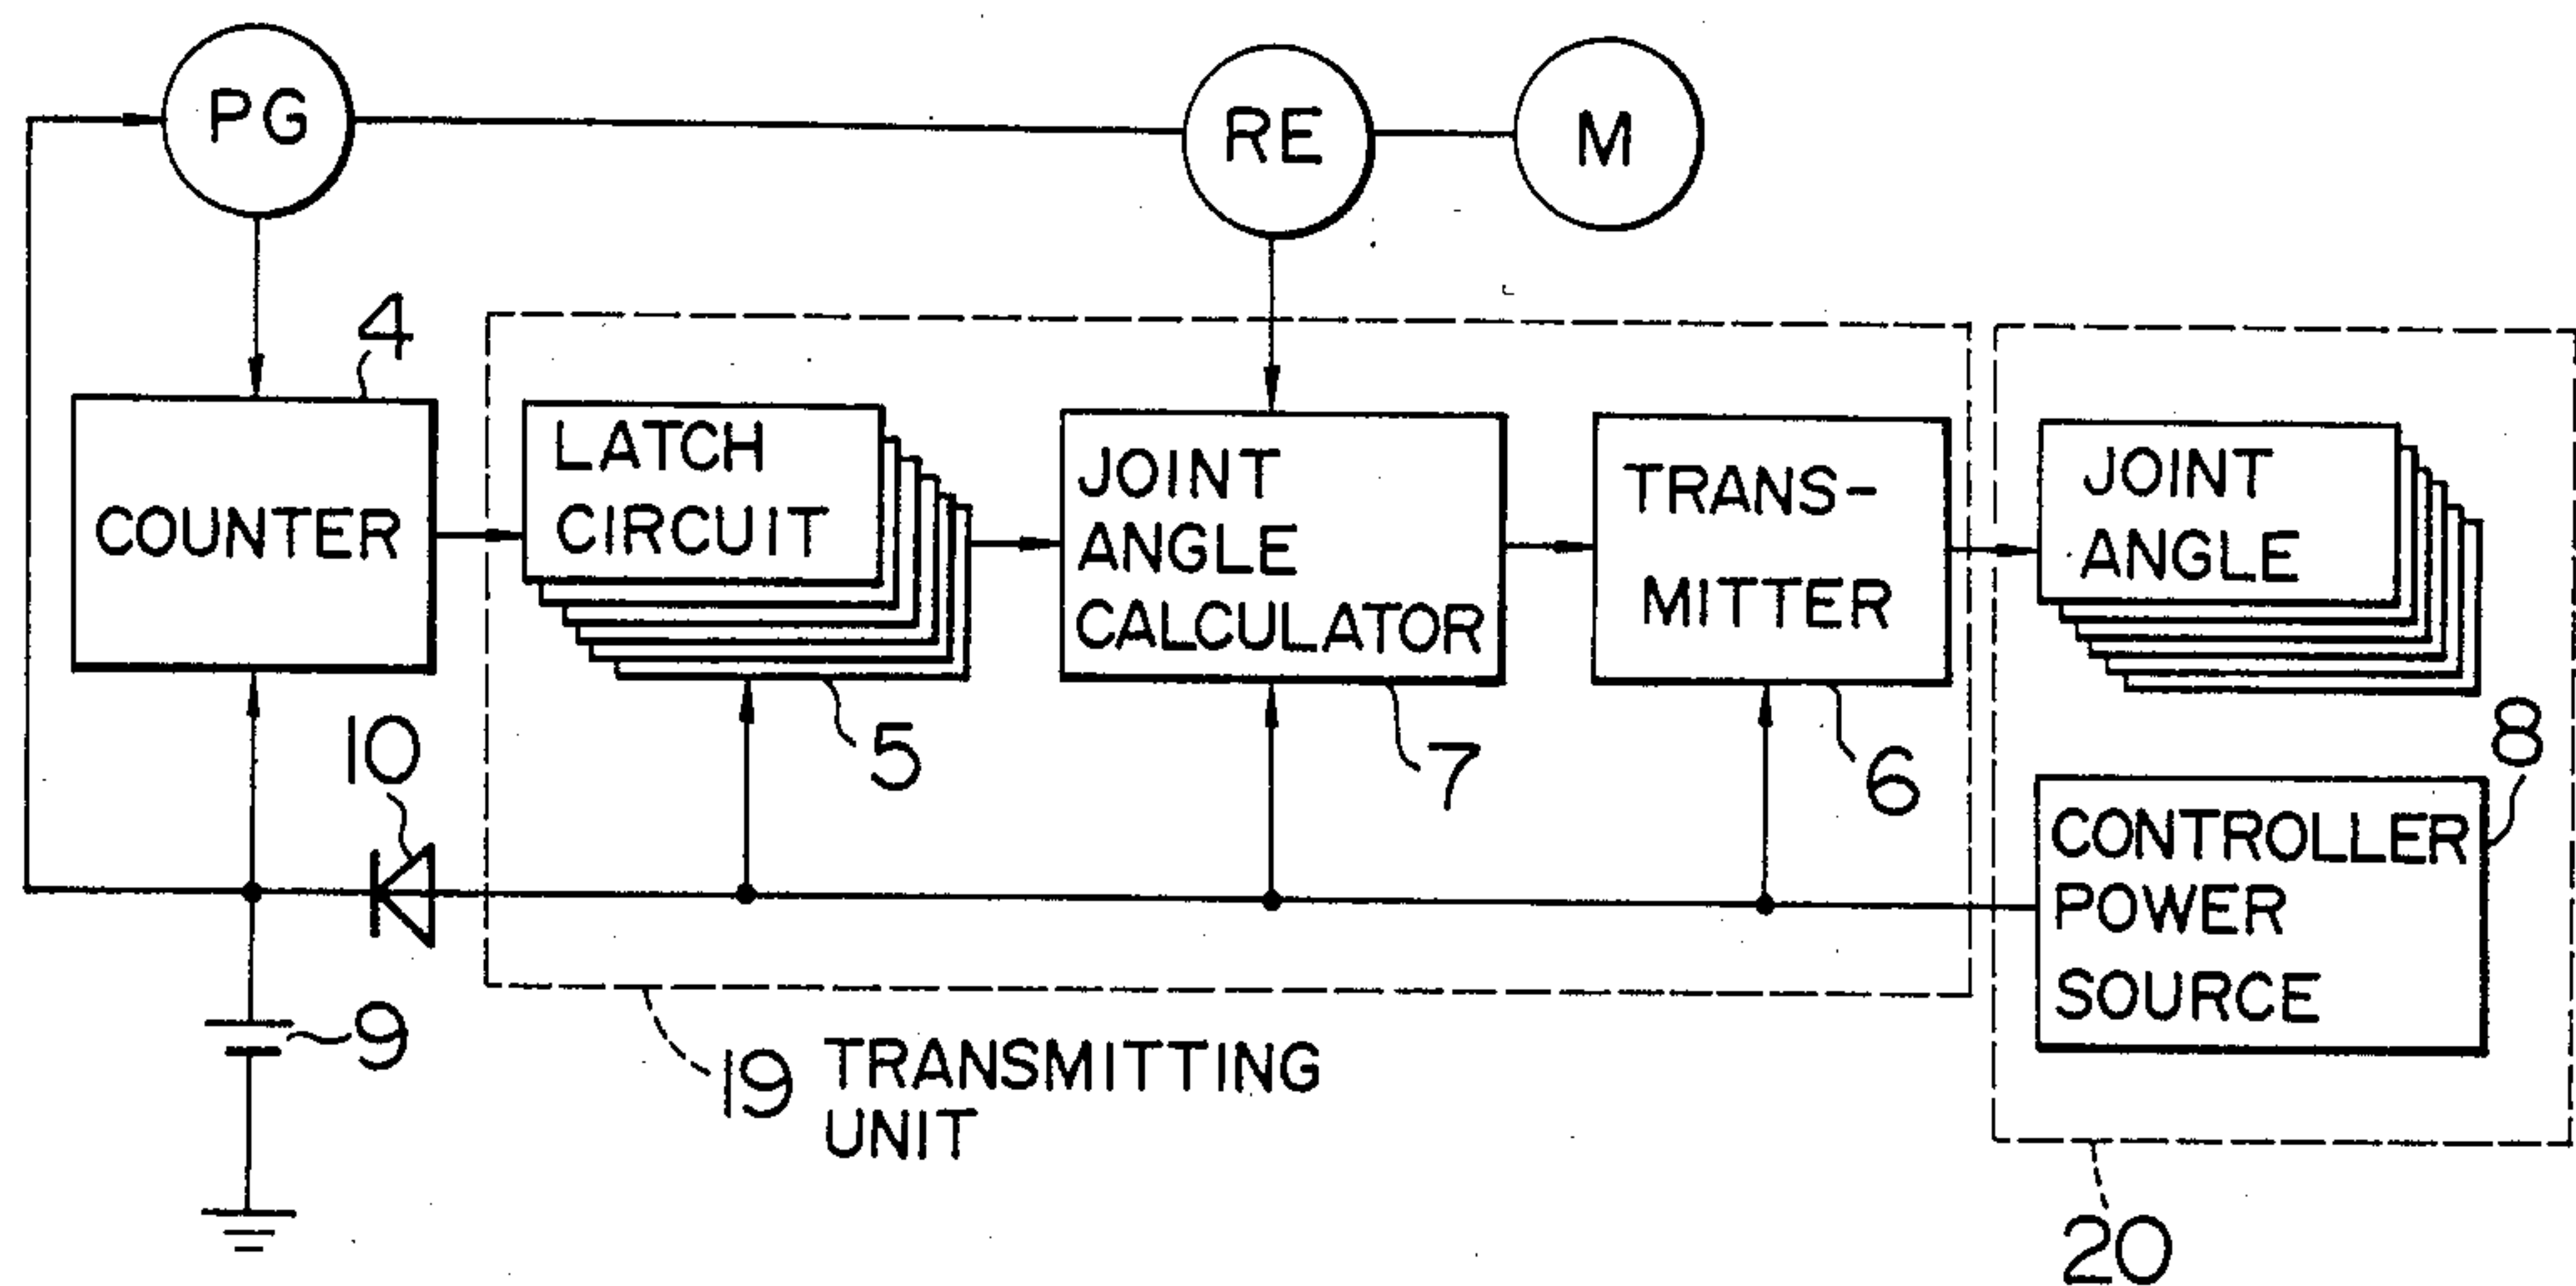 PG
RE
M
4
COUNTER
LATCH
CIRCUIT
5
JOINT
ANGLE
CALCULATOR
7
TRANS-
MITTER
6
JOINT
ANGLE
8
CONTROLLER
POWER
SOURCE
10
9
19 TRANSMITTING
UNIT
20